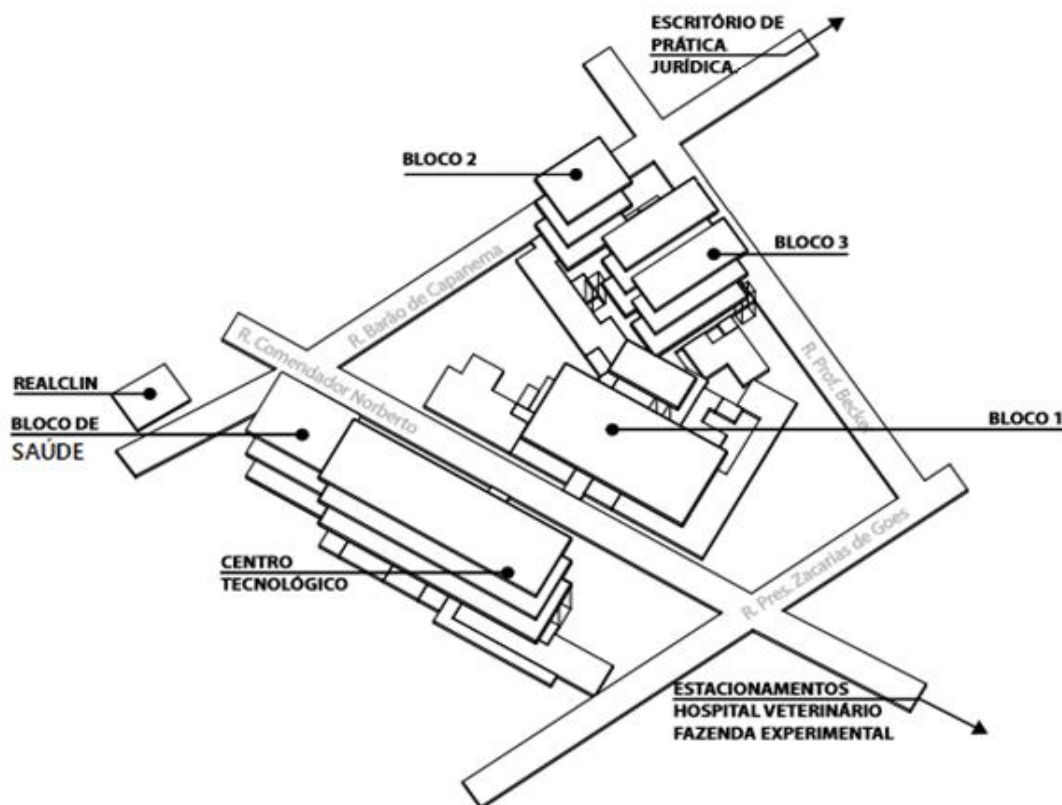 ESCRITÓRIO DE
PRÁTICA
JURÍDICA.
BLOCO 2
BLOCO 3
R. Barão de Capanema
R. Comendador Norberto
R. Prof. Becker
REALCLIN
BLOCO DE
SAÚDE
BLOCO 1
CENTRO
TECNOLÓGICO
R. Pres. Zacarias de Goes
ESTACIONAMENTOS
HOSPITAL VETERINÁRIO
FAZENDA EXPERIMENTAL